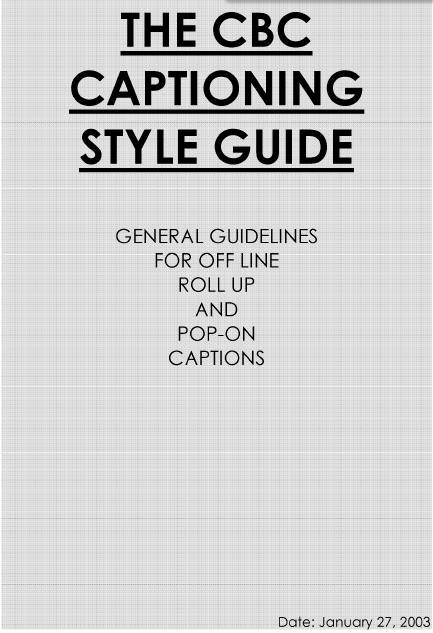 THE CBC
CAPTIONING
STYLE GUIDE
GENERAL GUIDELINES
FOR OFF LINE
ROLL UP
AND
POP-ON
CAPTIONS
Date: January 27, 2003